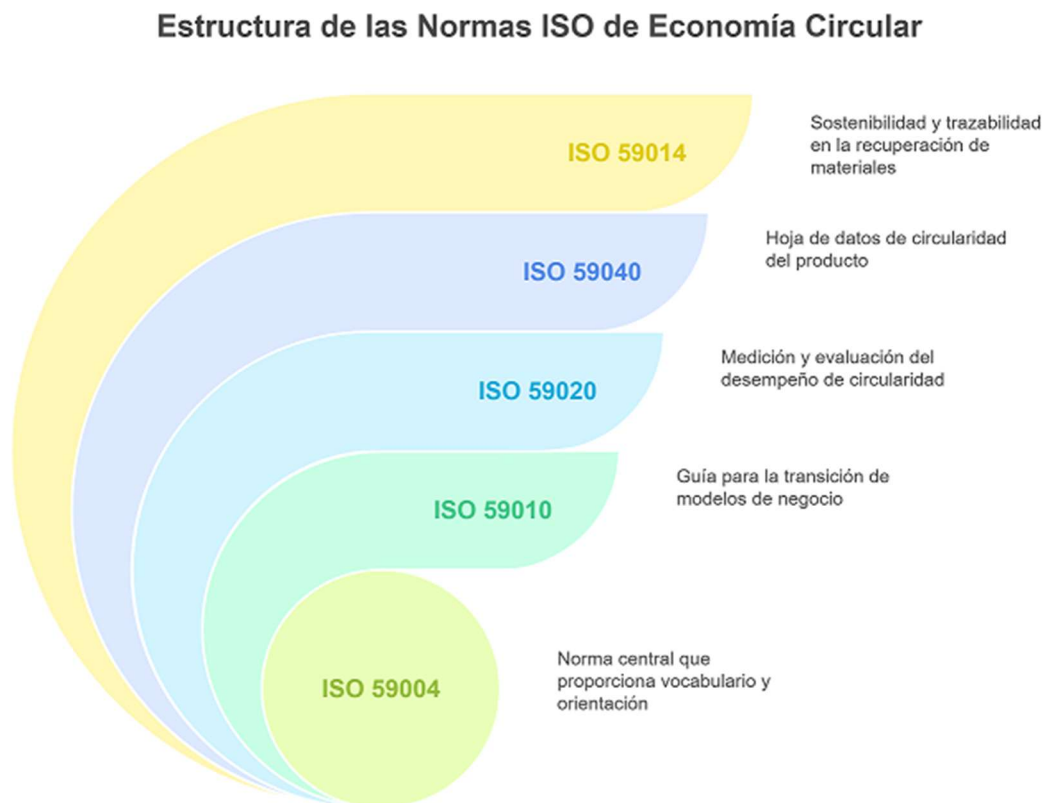 Estructura de las Normas ISO de Economía Circular
ISO 59014
Sostenibilidad y trazabilidad
en la recuperación de
materiales
ISO 59040
Hoja de datos de circularidad
del producto
ISO 59020
Medición y evaluación del
desempeño de circularidad
ISO 59010
Guía para la transición de
modelos de negocio
ISO 59004
Norma central que
proporciona vocabulario y
orientación